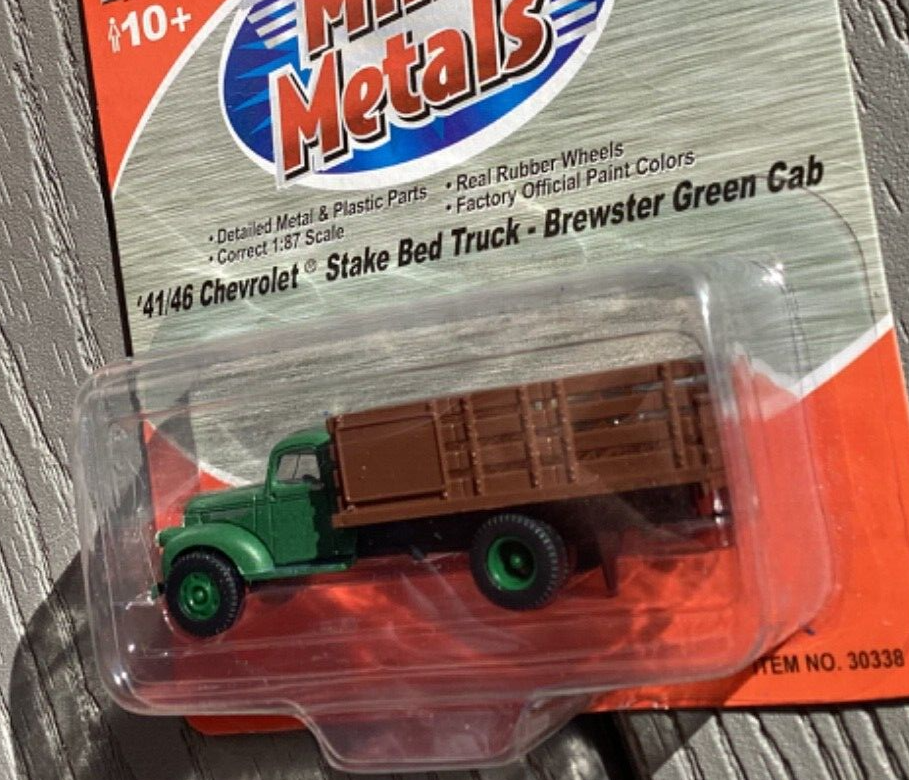 10+
Metals
• Detailed Metal & Plastic Parts
• Correct 1:87 Scale
• Real Rubber Wheels
• Factory Official Paint Colors
'41/46 Chevrolet® Stake Bed Truck - Brewster Green Cab
ITEM NO. 30338